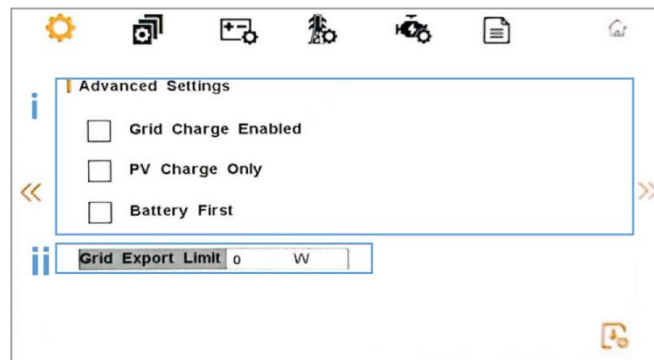 i
Advanced Settings
Grid Charge Enabled
PV Charge Only
Battery First
ii
Grid Export Limit 0 W